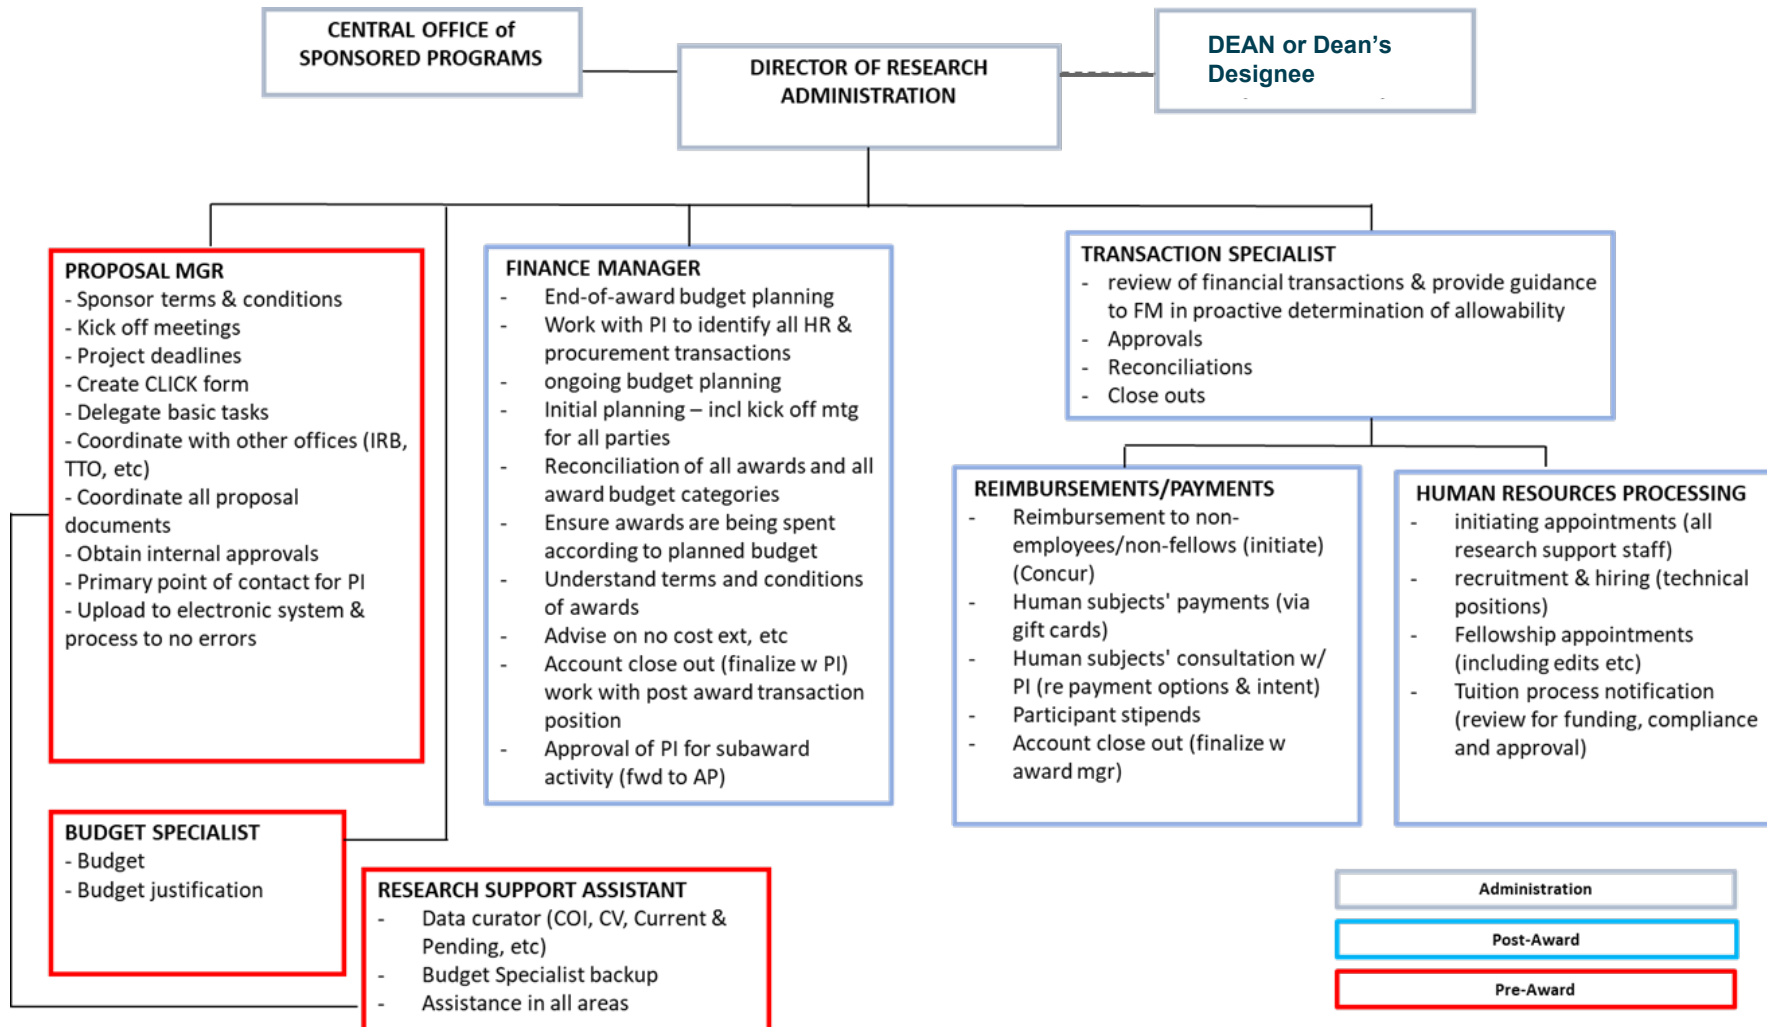 CENTRAL OFFICE of
SPONSORED PROGRAMS
DIRECTOR OF RESEARCH
ADMINISTRATION
DEAN or Dean's
Designee
PROPOSAL MGR
- Sponsor terms & conditions
- Kick off meetings
- Project deadlines
- Create CLICK form
- Delegate basic tasks
- Coordinate with other offices (IRB,
TTO, etc)
- Coordinate all proposal
documents
- Obtain internal approvals
- Primary point of contact for PI
- Upload to electronic system &
process to no errors
FINANCE MANAGER
- End-of-award budget planning
- Work with PI to identify all HR &
procurement transactions
- ongoing budget planning
- Initial planning – incl kick off mtg
for all parties
- Reconciliation of all awards and all
award budget categories
- Ensure awards are being spent
according to planned budget
- Understand terms and conditions
of awards
- Advise on no cost ext, etc
- Account close out (finalize w PI)
work with post award transaction
position
- Approval of PI for subaward
activity (fwd to AP)
TRANSACTION SPECIALIST
- review of financial transactions & provide guidance
to FM in proactive determination of allowability
- Approvals
- Reconciliations
- Close outs
REIMBURSEMENTS/PAYMENTS
- Reimbursement to non-
employees/non-fellows (initiate)
(Concur)
- Human subjects' payments (via
gift cards)
- Human subjects' consultation w/
PI (re payment options & intent)
- Participant stipends
- Account close out (finalize w
award mgr)
HUMAN RESOURCES PROCESSING
- initiating appointments (all
research support staff)
- recruitment & hiring (technical
positions)
- Fellowship appointments
(including edits etc)
- Tuition process notification
(review for funding, compliance
and approval)
BUDGET SPECIALIST
- Budget
- Budget justification
RESEARCH SUPPORT ASSISTANT
- Data curator (COI, CV, Current &
Pending, etc)
- Budget Specialist backup
- Assistance in all areas
Administration
Post-Award
Pre-Award